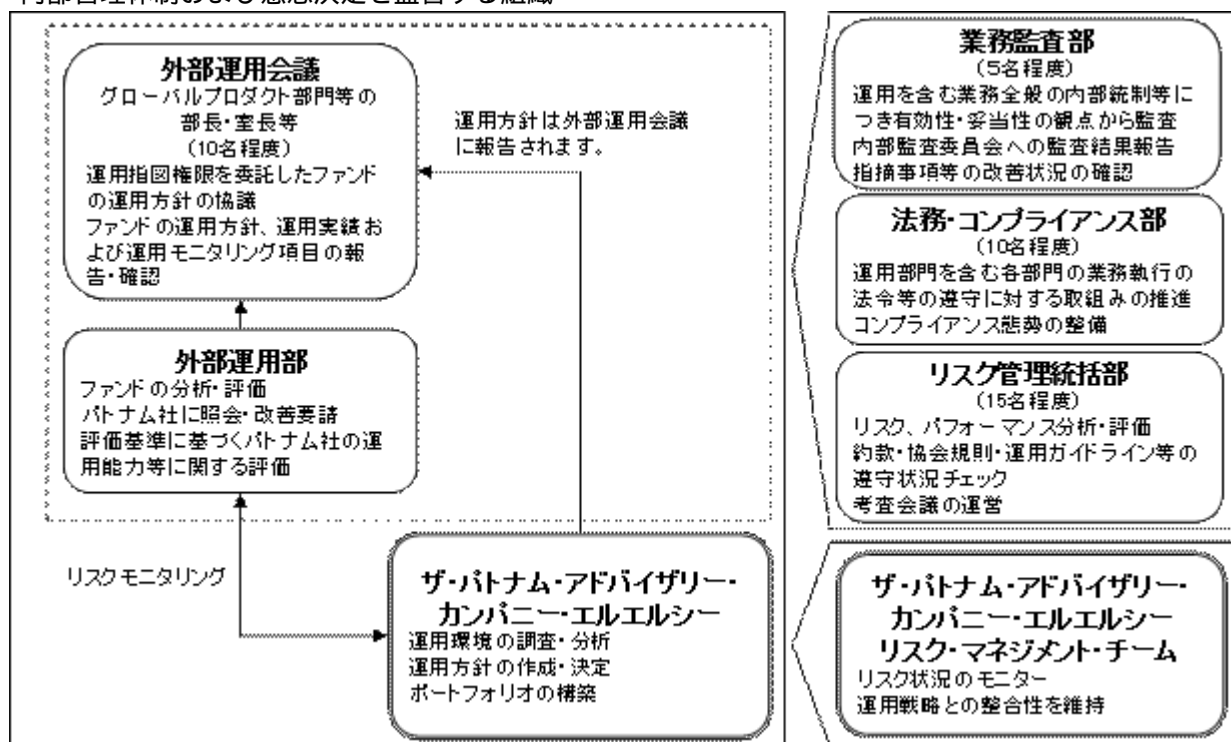 外部運用会議
グローバルプロダクト部門等の
部長・室長等
(10名程度)
運用指図権限を委託したファンド
の運用方針の協議
ファンドの運用方針、運用実績お
よび運用モニタリング項目の報
告・確認
運用方針は外部運用会議
に報告されます。
外部運用部
ファンドの分析・評価
パトナム社に照会・改善要請
評価基準に基づくパトナム社の運
用能力等に関する評価
リスクモニタリング
ザ・パトナム・アドバイザリー・
カンパニー・エルエルシー
運用環境の調査・分析
運用方針の作成・決定
ポートフォリオの構築
業務監査部
(5名程度)
運用を含む業務全般の内部統制等に
つき有効性・妥当性の観点から監査
内部監査委員会への監査結果報告
指摘事項等の改善状況の確認
法務・コンプライアンス部
(10名程度)
運用部門を含む各部門の業務執行の
法令等の遵守に対する取組みの推進
コンプライアンス態勢の整備
リスク管理統括部
(15名程度)
リスク、パフォーマンス分析・評価
約款・協会規則・運用ガイドライン等の
遵守状況チェック
考査会議の運営
ザ・パトナム・アドバイザリー・
カンパニー・エルエルシー
リスク・マネジメント・チーム
リスク状況のモニター
運用戦略との整合性を維持